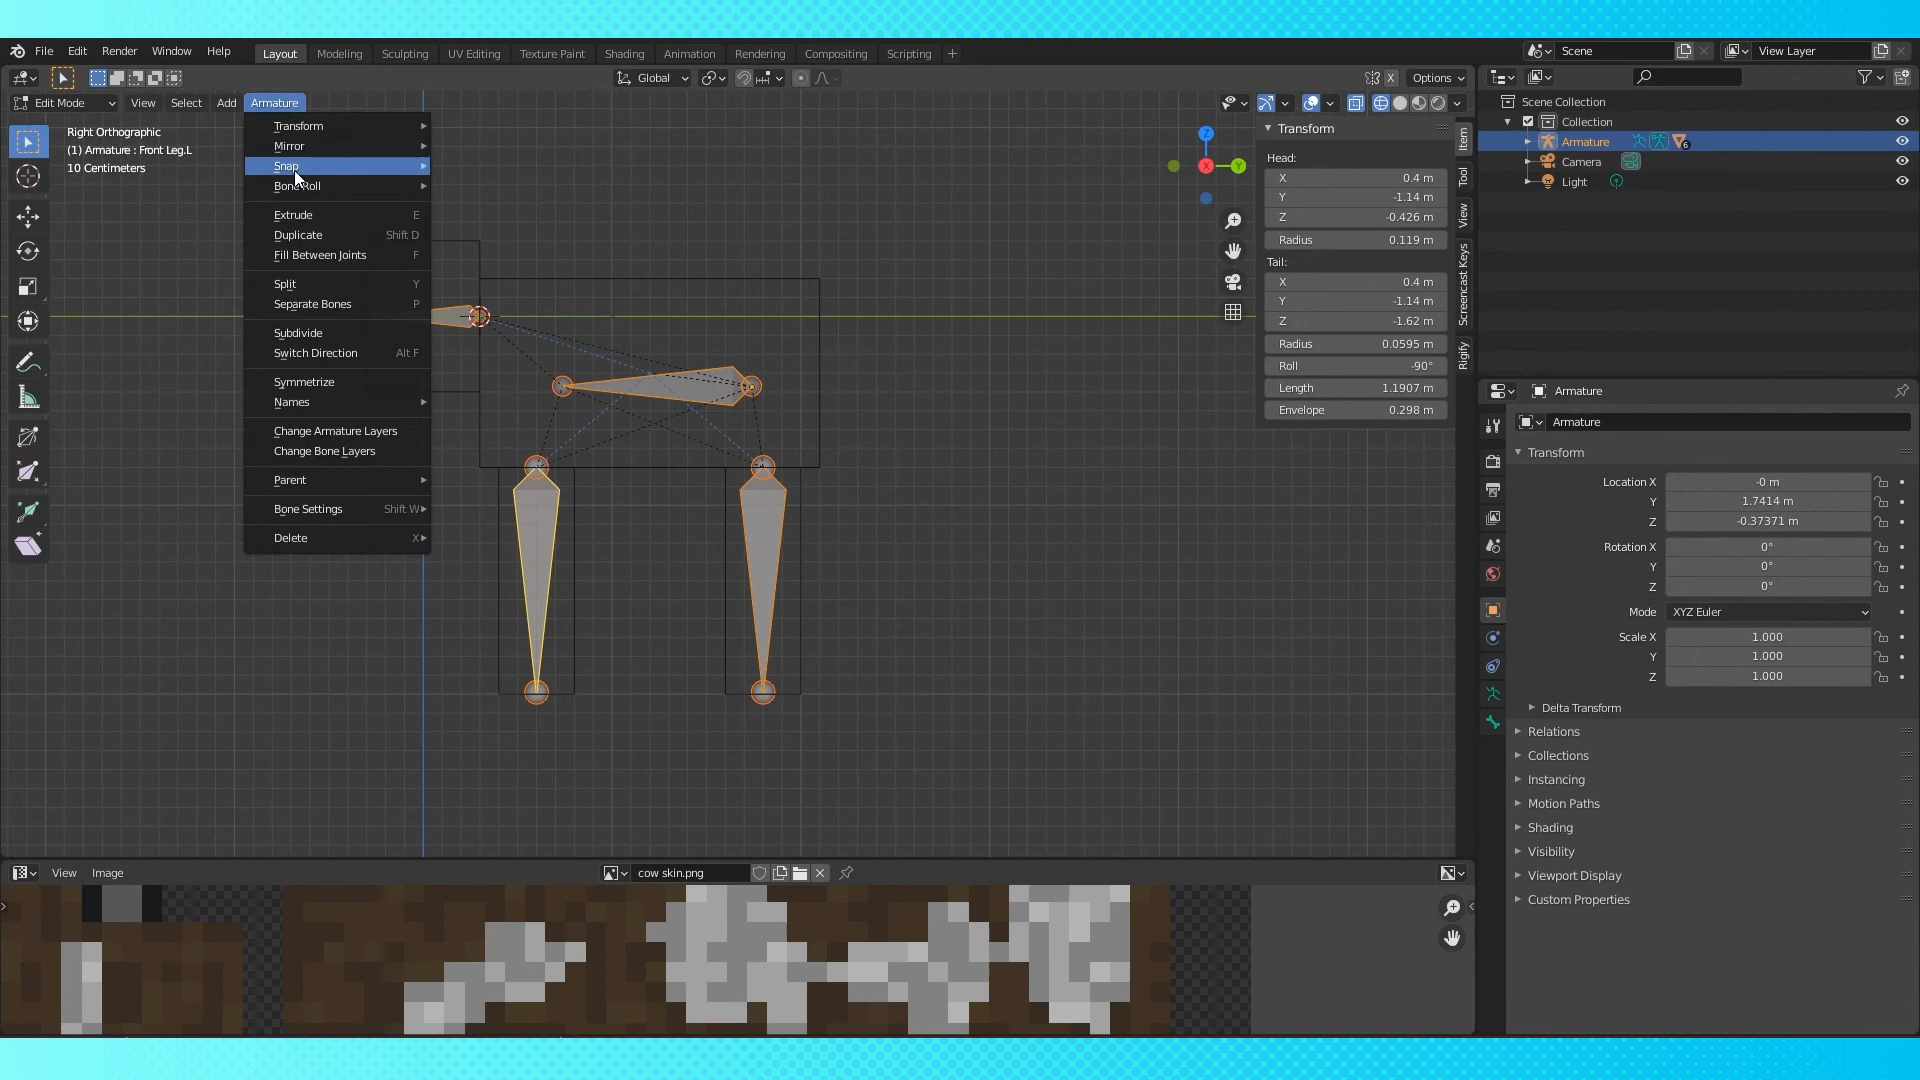 File Edit Render Window Help Layout Modeling Sculpting UV Editing Texture Paint Shading Animation Rendering Compositing Scripting + Scene View Layer
Global Options X
Edit Mode View Select Add Armature
Right Orthographic
(1) Armature : Front Leg.L
10 Centimeters
Transform
Mirror
Snap
Bone Roll
Extrude E
Duplicate Shift D
Fill Between Joints F
Split Y
Separate Bones P
Subdivide
Switch Direction Alt F
Symmetrize
Names
Change Armature Layers
Change Bone Layers
Parent
Bone Settings Shift W
Delete X
Z
X
Y
Transform
Head:
X 0.4 m
Y -1.14 m
Z -0.426 m
Radius 0.119 m
Tail:
X 0.4 m
Y -1.14 m
Z -1.62 m
Radius 0.0595 m
Roll -90°
Length 1.1907 m
Envelope 0.298 m
Item
Tool
View
Screencast Keys
Rigify
Scene Collection
Collection
Armature 6
Camera
Light
Armature
Armature
Transform
Location X -0 m
Y 1.7414 m
Z -0.37371 m
Rotation X 0°
Y 0°
Z 0°
Mode XYZ Euler
Scale X 1.000
Y 1.000
Z 1.000
Delta Transform
Relations
Collections
Instancing
Motion Paths
Shading
Visibility
Viewport Display
Custom Properties
View Image cow skin.png